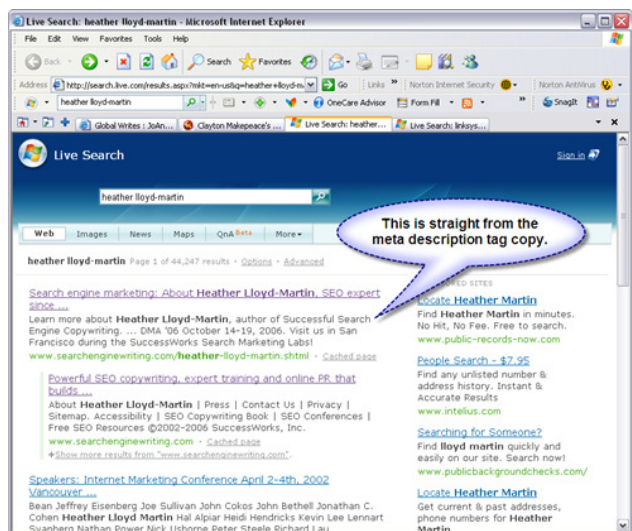 Live Search: heather lloyd-martin - Microsoft Internet Explorer
File Edit View Favorites Tools Help
Back Search Favorites
Address http://search.live.com/results.aspx?mkt=en-us&q=heather+lloyd-m Go Links Norton Internet Security Norton AntiVirus
heather lloyd-martin OneCare Advisor Form Fill SnagIt
Global Writes : JoAn... Clayton Makepeace's ... Live Search: heather... Live Search: linksys...
Live Search Sign in
heather lloyd-martin
Web Images News Maps QnA Beta More
This is straight from the
meta description tag copy.
heather lloyd-martin Page 1 of 44,247 results · Options · Advanced
Search engine marketing: About Heather Lloyd-Martin, SEO expert
since ...
Learn more about Heather Lloyd-Martin, author of Successful Search
Engine Copywriting. ... DMA '06 October 14-19, 2006. Visit us in San
Francisco during the SuccessWorks Search Marketing Labs!
www.searchenginewriting.com/heather-lloyd-martin.shtml · Cached page
Powerful SEO copywriting, expert training and online PR that
builds ...
About Heather Lloyd-Martin | Press | Contact Us | Privacy |
Sitemap. Accessibility | SEO Copywriting Book | SEO Conferences |
Free SEO Resources ©2002-2006 SuccessWorks, Inc.
www.searchenginewriting.com · Cached page
+Show more results from "www.searchenginewriting.com".
Speakers: Internet Marketing Conference April 2-4th, 2002
Vancouver ...
Bean Jeffrey Eisenberg Joe Sullivan John Cokos John Bethell Jonathan C.
Cohen Heather Lloyd Martin Hal Alpiar Heidi Hendricks Kevin Lee Lennart
Svanberg Nathan Power Nick Usborne Peter Steele Richard Lau
SITES
Locate Heather Martin
Find Heather Martin in minutes.
No Hit, No Fee. Free to search.
www.public-records-now.com
People Search - $7.95
Find any unlisted number &
address history. Instant &
Accurate Results
www.intelius.com
Searching for Someone?
Find lloyd martin quickly and
easily on our site. Search now!
www.publicbackgroundchecks.com/
Locate Heather Martin
Get current & past addresses,
phone numbers for Heather
Martin